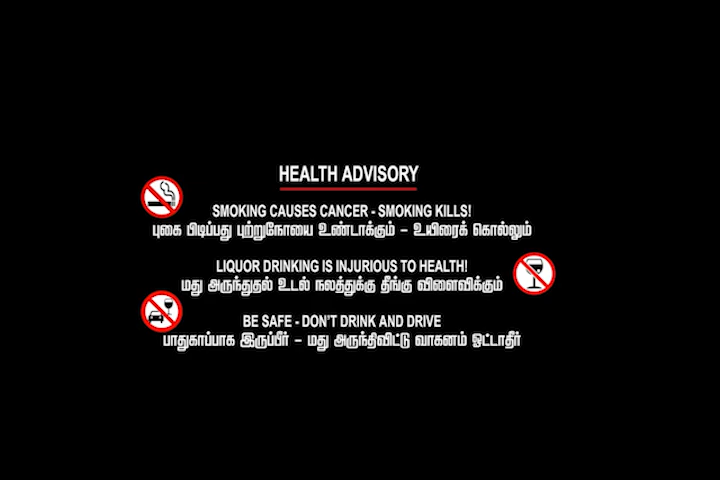 HEALTH ADVISORY
SMOKING CAUSES CANCER - SMOKING KILLS!
புகை பிடிப்பது புற்றுநோயை உண்டாக்கும் - உயிரைக் கொல்லும்
LIQUOR DRINKING IS INJURIOUS TO HEALTH!
மது அருந்துதல் உடல் நலத்துக்கு தீங்கு விளைவிக்கும்
BE SAFE - DON'T DRINK AND DRIVE
பாதுகாப்பாக இருப்பீர் - மது அருந்திவிட்டு வாகனம் ஓட்டாதீர்